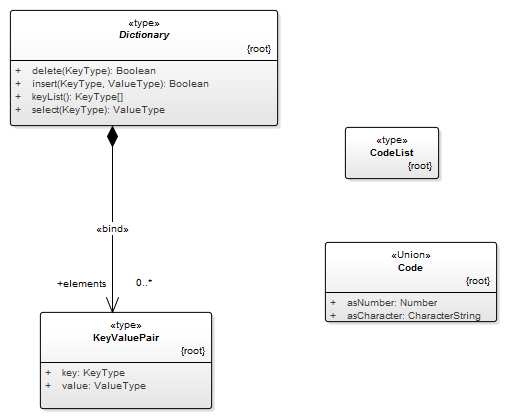 «type»
Dictionary
{root}
+ delete(KeyType): Boolean
+ insert(KeyType, ValueType): Boolean
+ keyList(): KeyType[]
+ select(KeyType): ValueType
«type»
CodeList
{root}
«bind»
+elements 0..*
«Union»
Code
{root}
+ asNumber: Number
+ asCharacter: CharacterString
«type»
KeyValuePair
{root}
+ key: KeyType
+ value: ValueType